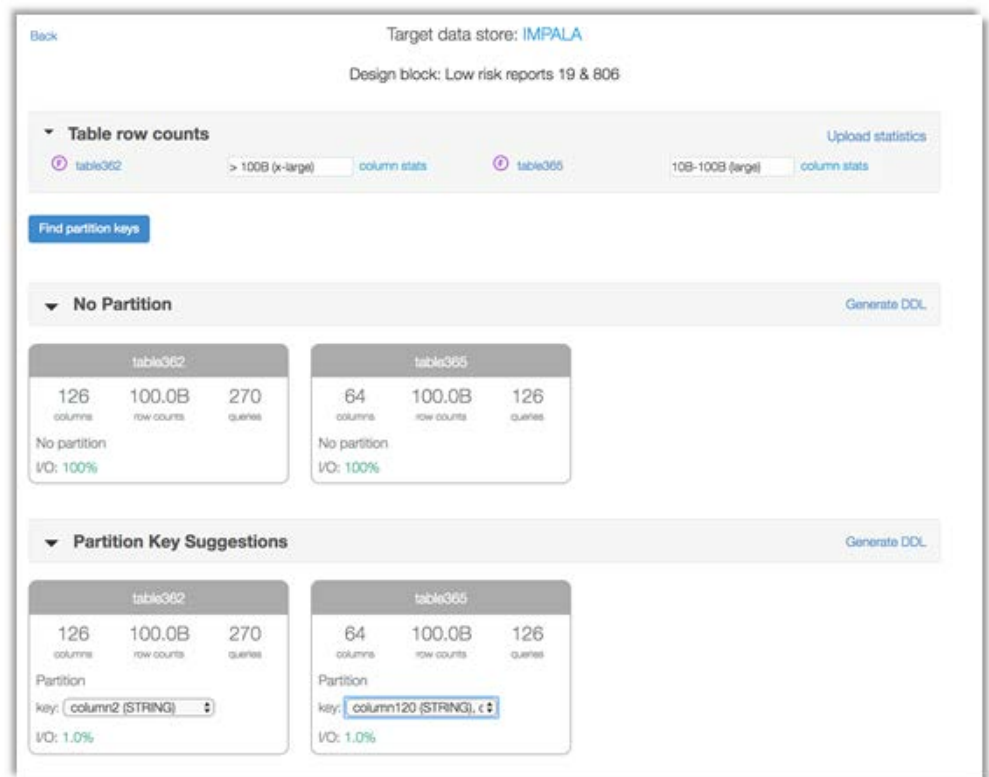 Back
Target data store: IMPALA
Design block: Low risk reports 19 & 806
Table row counts
Upload statistics
table362 > 100B (x-large) column stats table365 10B-100B (large) column stats
Find partition keys
No Partition
Generate DDL
table362 table365
126 100.0B 270 64 100.0B 126
columns row counts queries columns row counts queries
No partition No partition
I/O: 100% I/O: 100%
Partition Key Suggestions
Generate DDL
table362 table365
126 100.0B 270 64 100.0B 126
columns row counts queries columns row counts queries
Partition Partition
key: column2 (STRING) key: column120 (STRING), c
I/O: 1.0% I/O: 1.0%